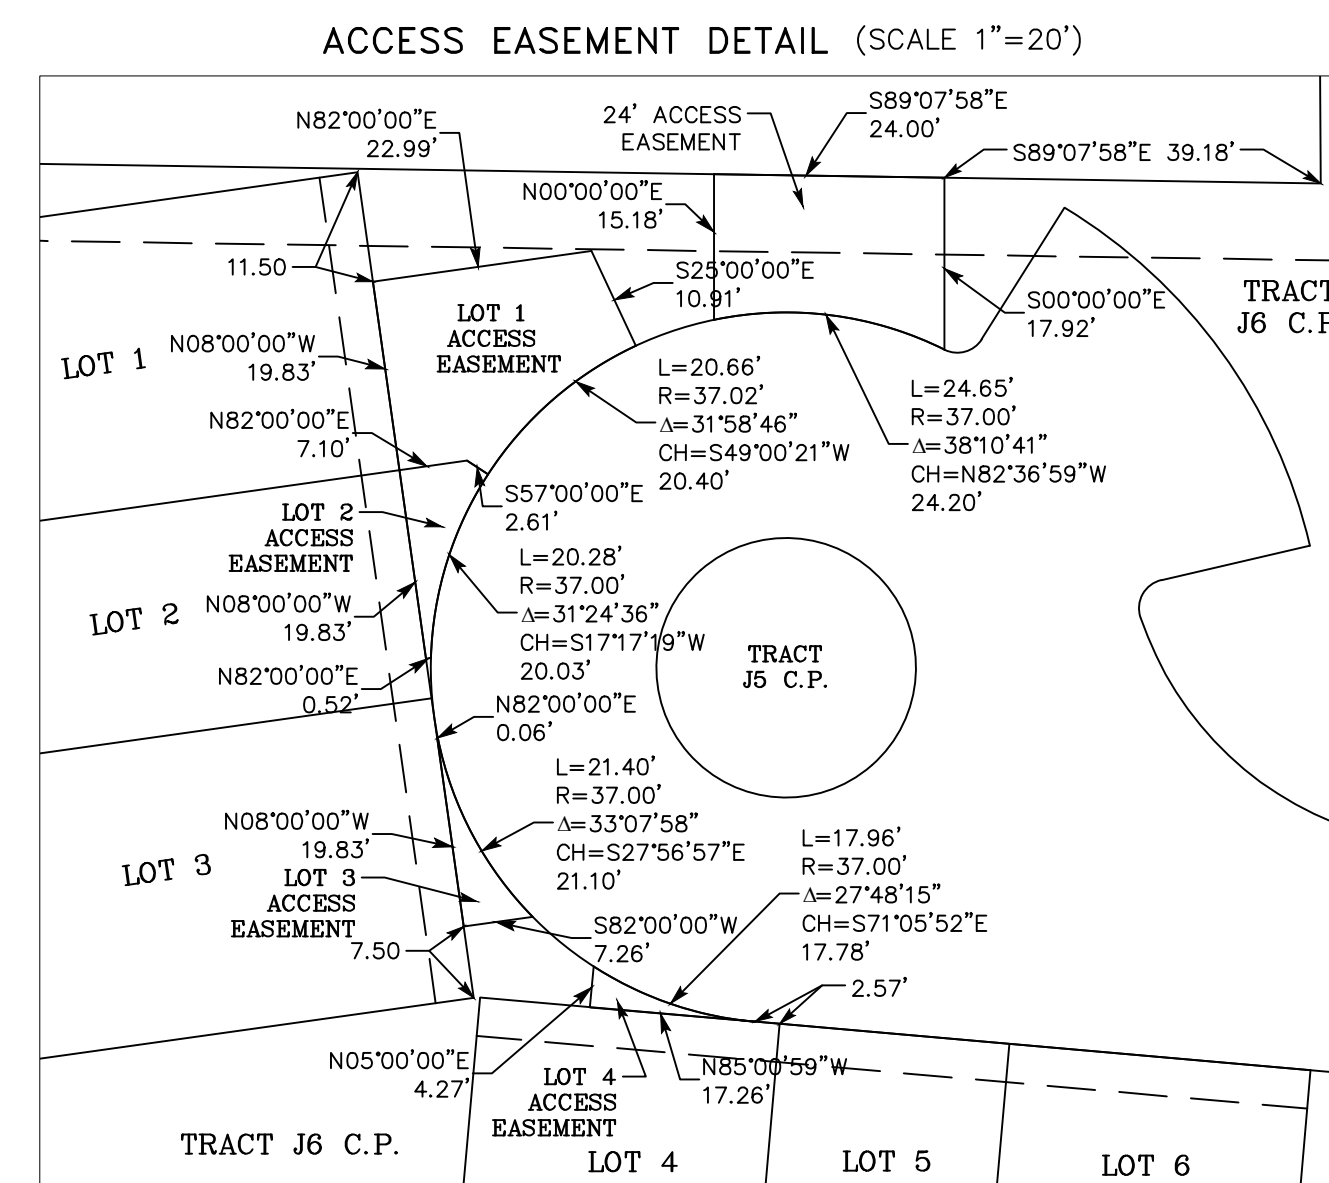 ACCESS EASEMENT DETAIL (SCALE 1"=20')
N82°00'00"E
22.99'
24' ACCESS
EASEMENT
S89°07'58"E
24.00'
S89°07'58"E 39.18'
N00°00'00"E
15.18'
11.50
S25°00'00"E
10.91'
S00°00'00"E
17.92'
J6 C.
LOT 1
ACCESS
EASEMENT
LOT 1
N08°00'00"W
19.83'
L=20.66'
R=37.02'
Δ=31°58'46"
CH=S49°00'21"W
20.40'
L=24.65'
R=37.00'
Δ=38°10'41"
CH=N82°36'59"W
24.20'
N82°00'00"E
7.10'
S57°00'00"E
2.61'
LOT 2
ACCESS
EASEMENT
L=20.28'
R=37.00'
Δ=31°24'36"
CH=S17°17'19"W
20.03'
LOT 2
N08°00'00"W
19.83'
TRACT
J5 C.P.
N82°00'00"E
0.52'
N82°00'00"E
0.06'
L=21.40'
R=37.00'
Δ=33°07'58"
CH=S27°56'57"E
21.10'
N08°00'00"W
19.83'
LOT 3
LOT 3
ACCESS
EASEMENT
L=17.96'
R=37.00'
Δ=27°48'15"
CH=S71°05'52"E
17.78'
S82°00'00"W
7.26'
7.50
2.57'
N05°00'00"E
4.27'
LOT 4
ACCESS
EASEMENT
N85°00'59"W
17.26'
TRACT J6 C.P.
LOT 4
LOT 5
LOT 6